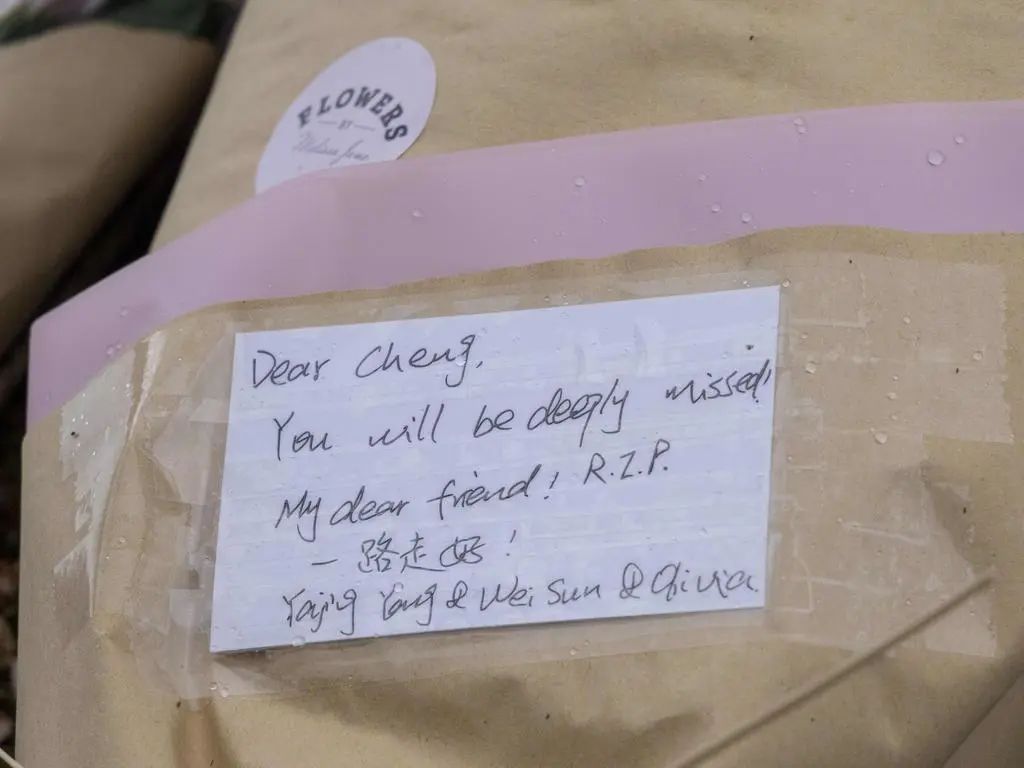 FLOWERS
BY
Dear Cheng,
You will be deeply missed!
My dear friend! R.I.P.
一路走好!
Yajing Yang & Wei Sun & Olivia